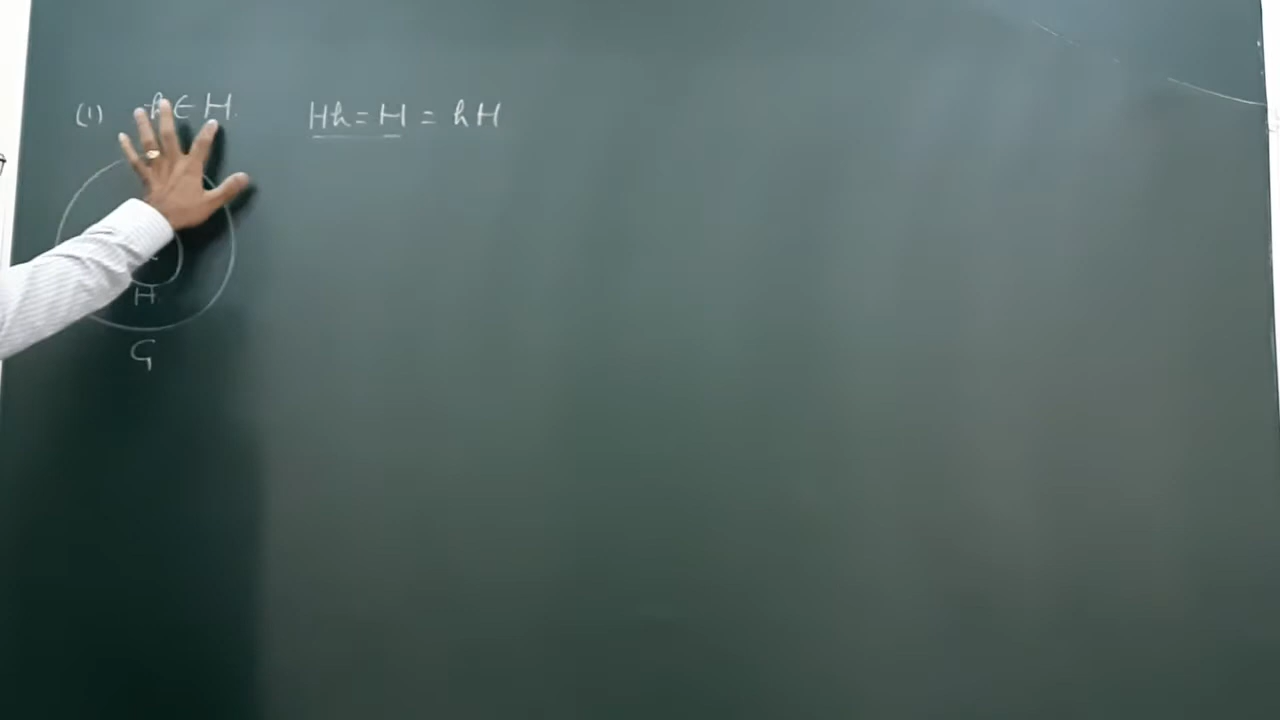 (1) h ∈ H. Hh = H = hH
H
G